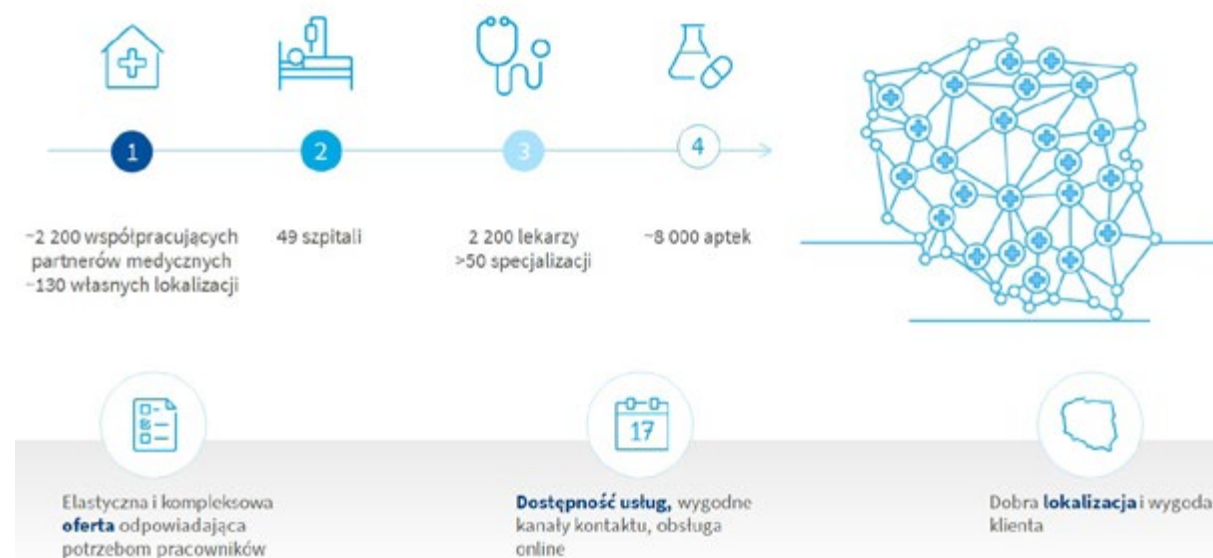 1
2
3
4
~2 200 współpracujących
partnerów medycznych
~130 własnych lokalizacji
49 szpitali
2 200 lekarzy
>50 specjalizacji
~8 000 aptek
17
Elastyczna i kompleksowa
oferta odpowiadająca
potrzebom pracowników
Dostępność usług, wygodne
kanały kontaktu, obsługa
online
Dobra lokalizacja i wygoda
klienta